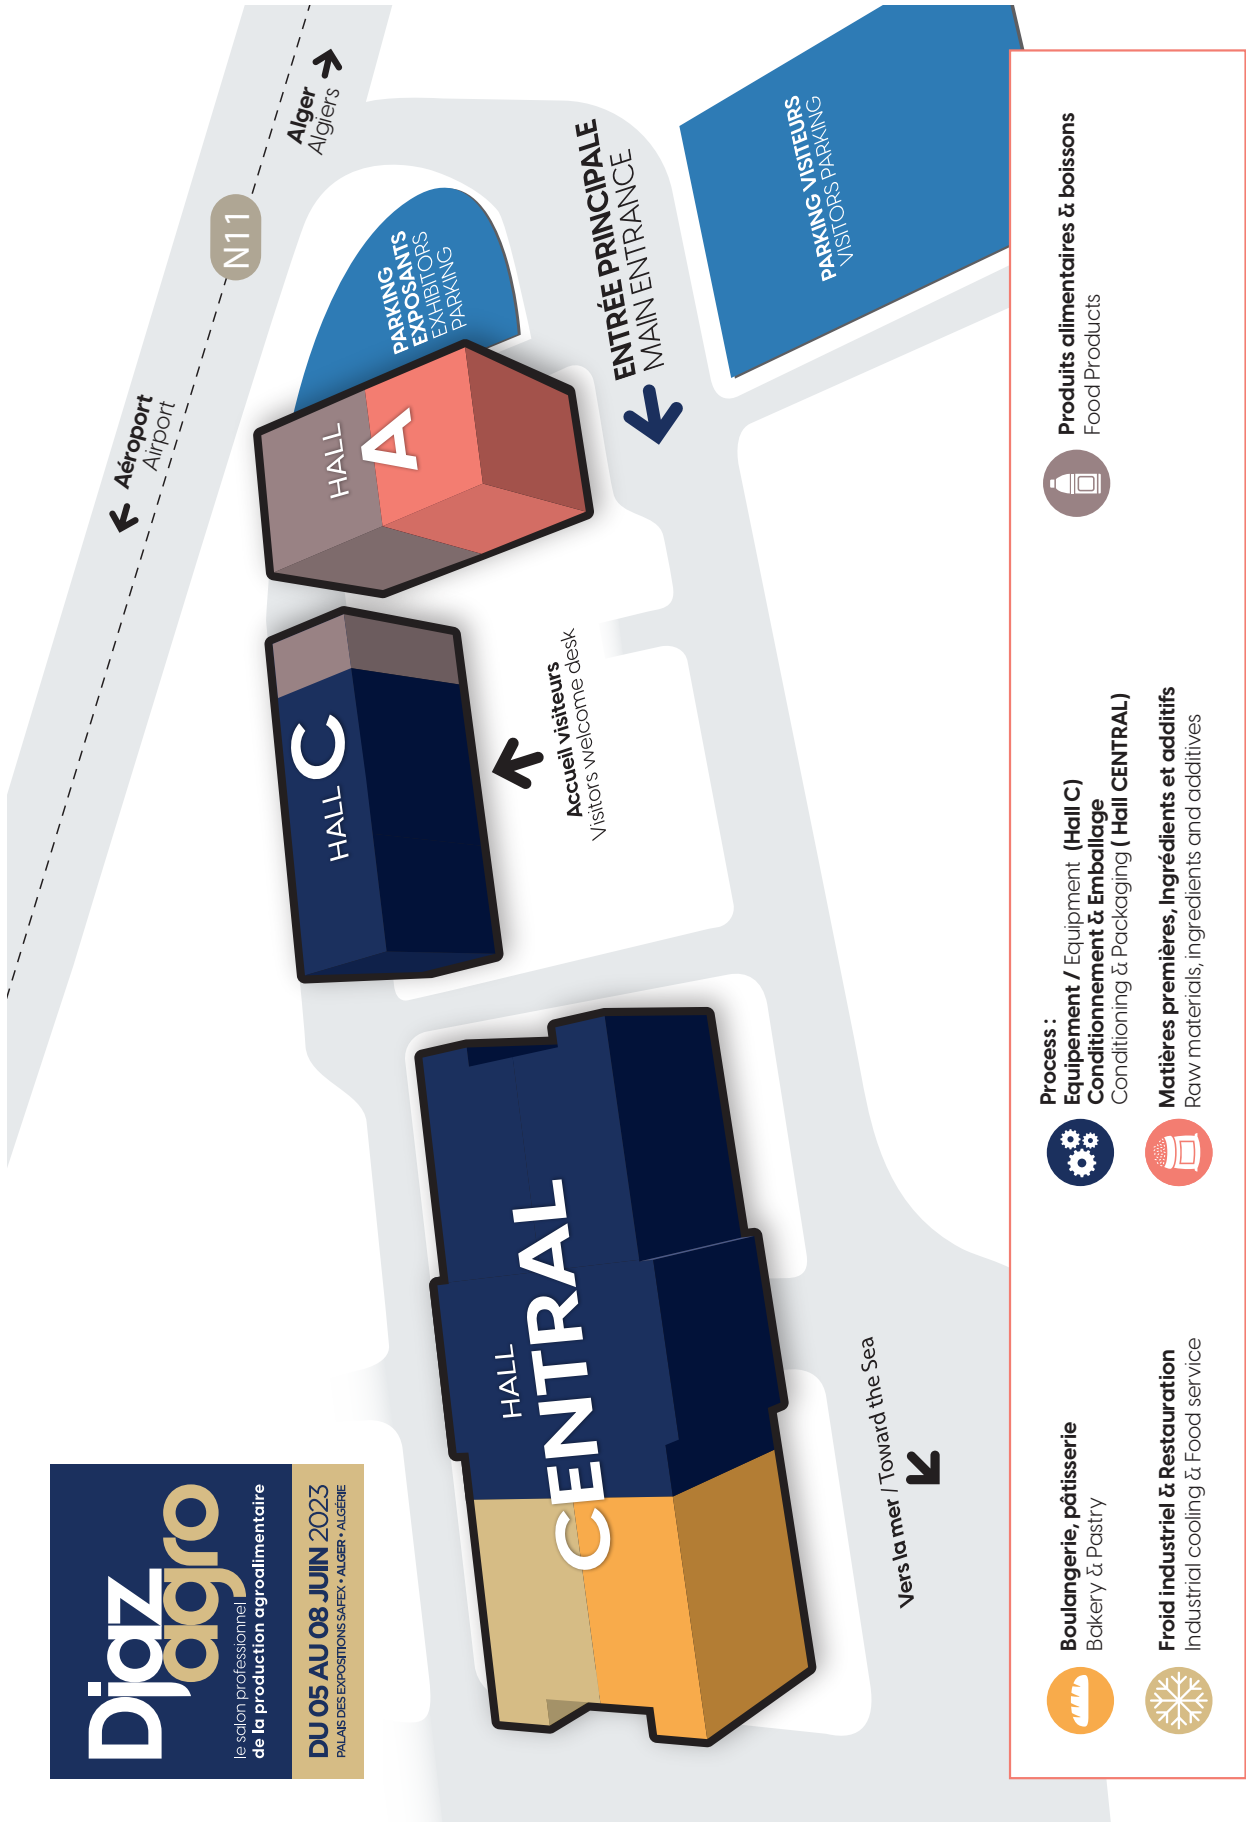 Djaz
agro
le salon professionnel
de la production agroalimentaire
DU 05 AU 08 JUIN 2023
PALAIS DES EXPOSITIONS SAFEX • ALGER • ALGÉRIE
Aéroport
Airport
N11
Alger
Algiers
PARKING
EXPOSANTS
EXHIBITORS
PARKING
HALL
A
ENTRÉE PRINCIPALE
MAIN ENTRANCE
PARKING VISITEURS
VISITORS PARKING
HALL C
Accueil visiteurs
Visitors welcome desk
HALL
CENTRAL
Vers la mer / Toward the Sea
Boulangerie, pâtisserie
Bakery & Pastry
Froid industriel & Restauration
Industrial cooling & Food service
Process :
Equipement / Equipment (Hall C)
Conditionnement & Emballage
Conditioning & Packaging ( Hall CENTRAL)
Matières premières, Ingrédients et additifs
Raw materials, ingredients and additives
Produits alimentaires & boissons
Food Products